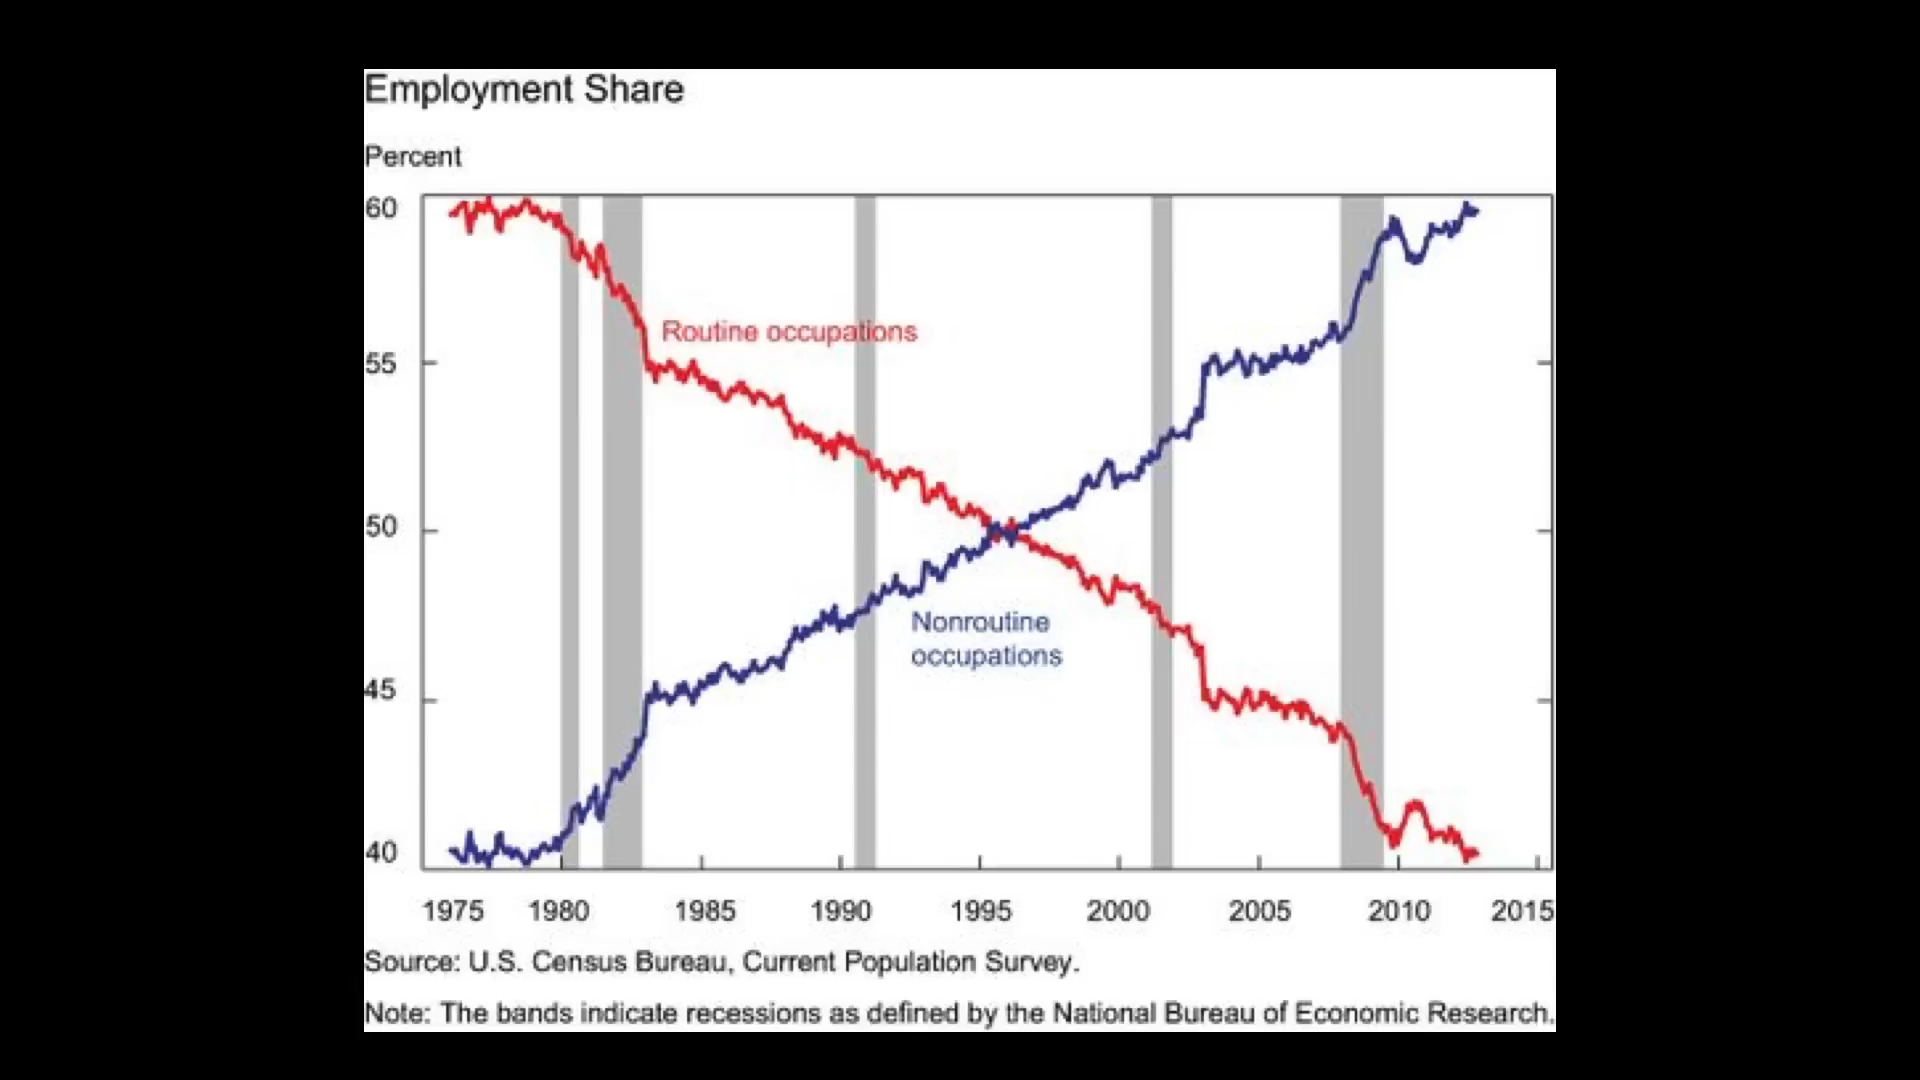 Employment Share
Percent
60
55
50
45
40
Routine occupations
Nonroutine
occupations
1975 1980 1985 1990 1995 2000 2005 2010 2015
Source: U.S. Census Bureau, Current Population Survey.
Note: The bands indicate recessions as defined by the National Bureau of Economic Research.